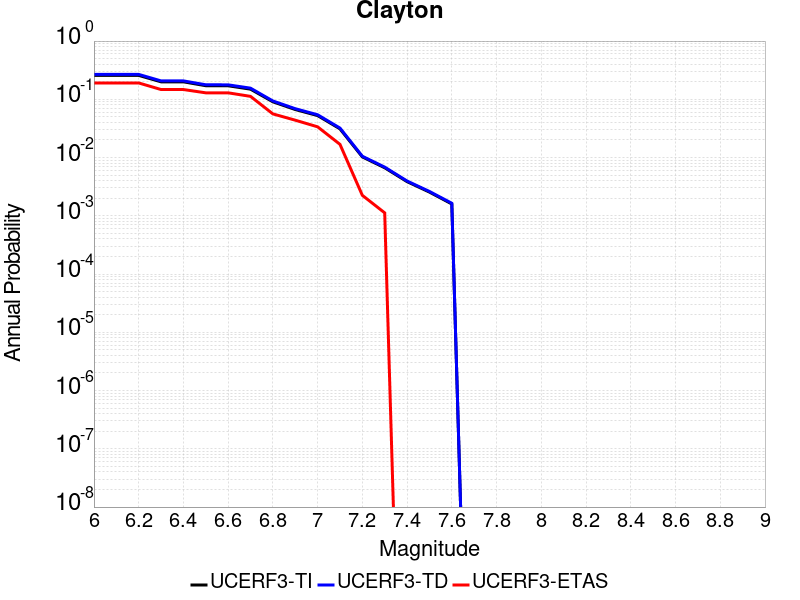 Clayton
10^0
10^-1
10^-2
10^-3
10^-4
10^-5
10^-6
10^-7
10^-8
Annual Probability
6 6.2 6.4 6.6 6.8 7 7.2 7.4 7.6 7.8 8 8.2 8.4 8.6 8.8 9
Magnitude
UCERF3-TI UCERF3-TD UCERF3-ETAS